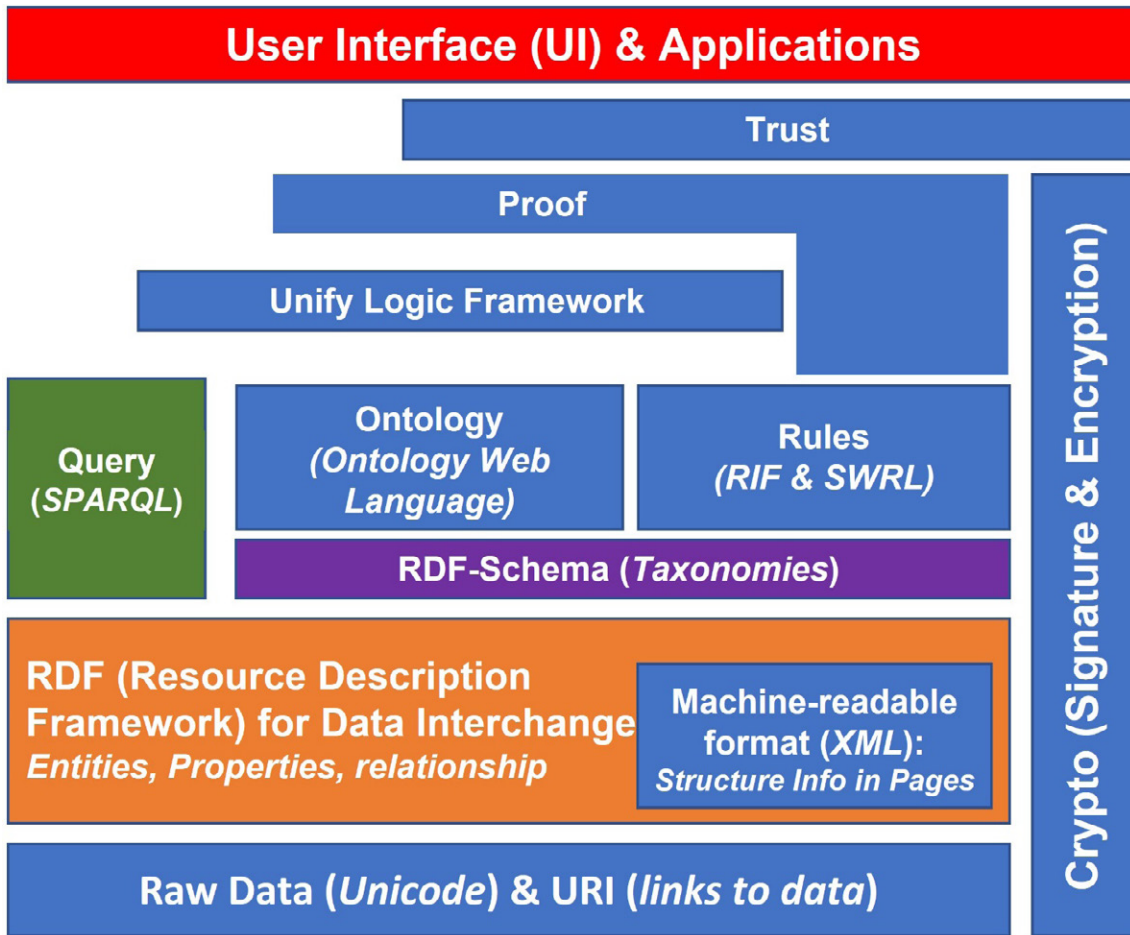 User Interface (UI) & Applications
Trust
Proof
Unify Logic Framework
Query
(SPARQL)
Ontology
(Ontology Web
Language)
Rules
(RIF & SWRL)
RDF-Schema (Taxonomies)
RDF (Resource Description
Framework) for Data Interchange
Entities, Properties, relationship
Machine-readable
format (XML):
Structure Info in Pages
Raw Data (Unicode) & URI (links to data)
Crypto (Signature & Encryption)